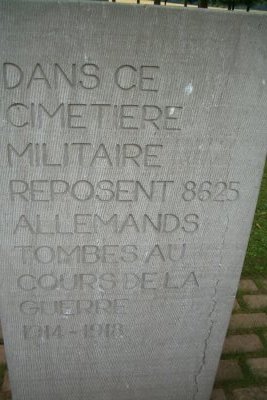 DANS CE
CIMETIERE
MILITAIRE
REPOSENT 8625
ALLEMANDS
TOMBES AU
COURS DE LA
GUERRE
1914-1918